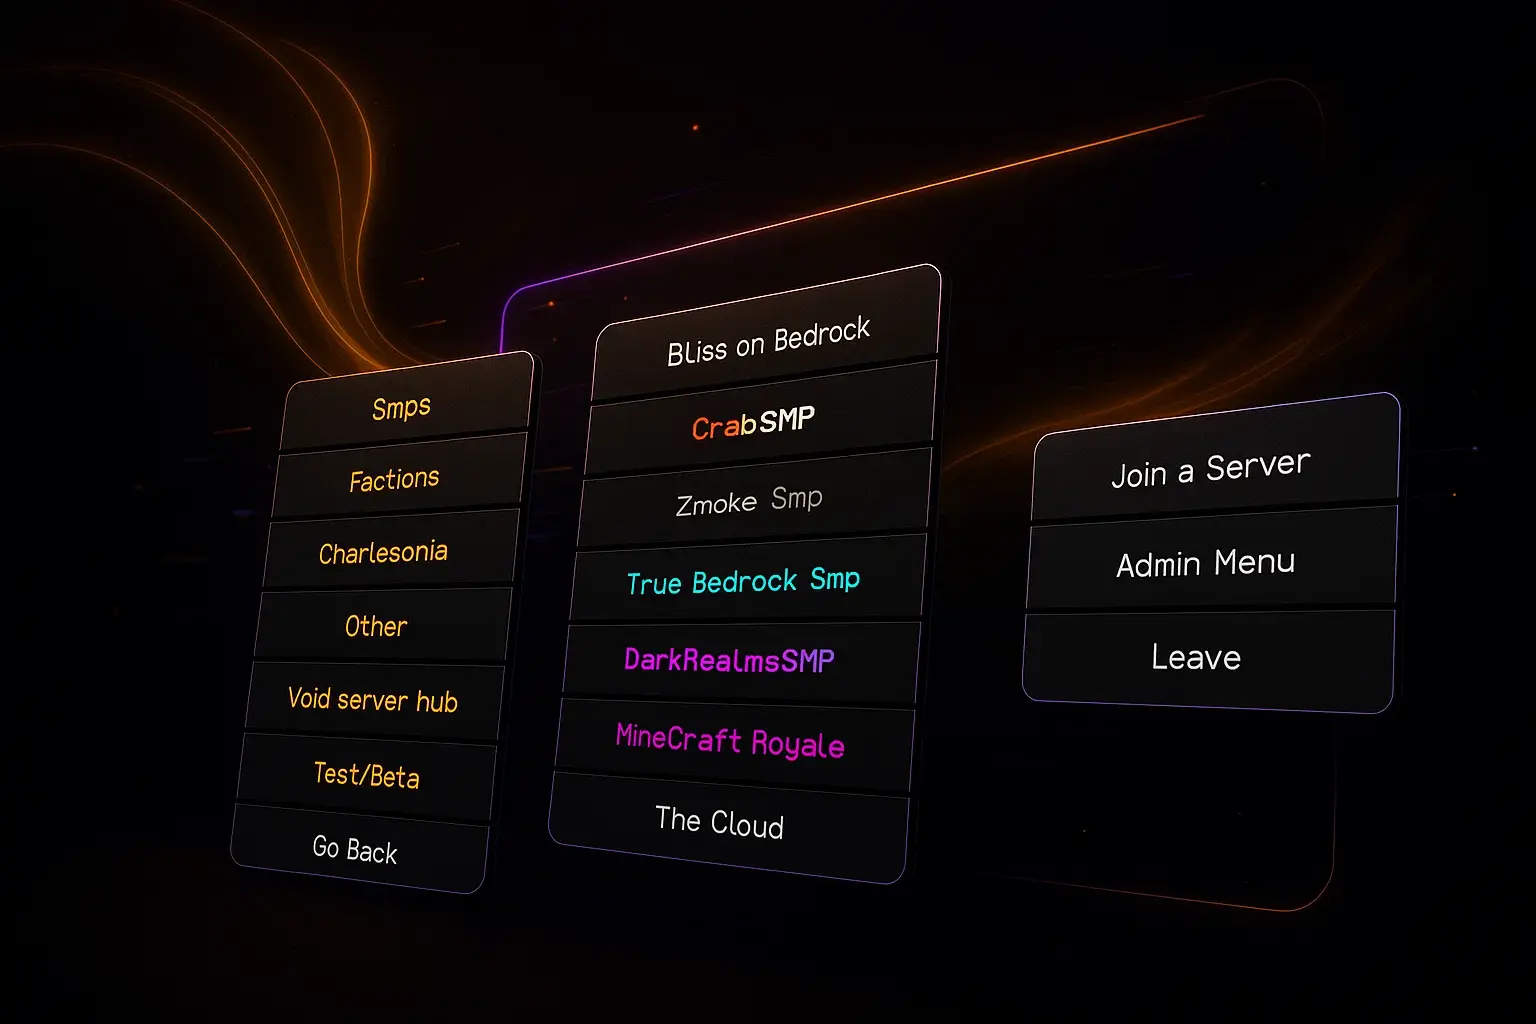 Smps
Factions
Charlesonia
Other
Void server hub
Test/Beta
Go Back
Bliss on Bedrock
CrabSMP
Zmoke Smp
True Bedrock Smp
DarkRealmsSMP
MineCraft Royale
The Cloud
Join a Server
Admin Menu
Leave